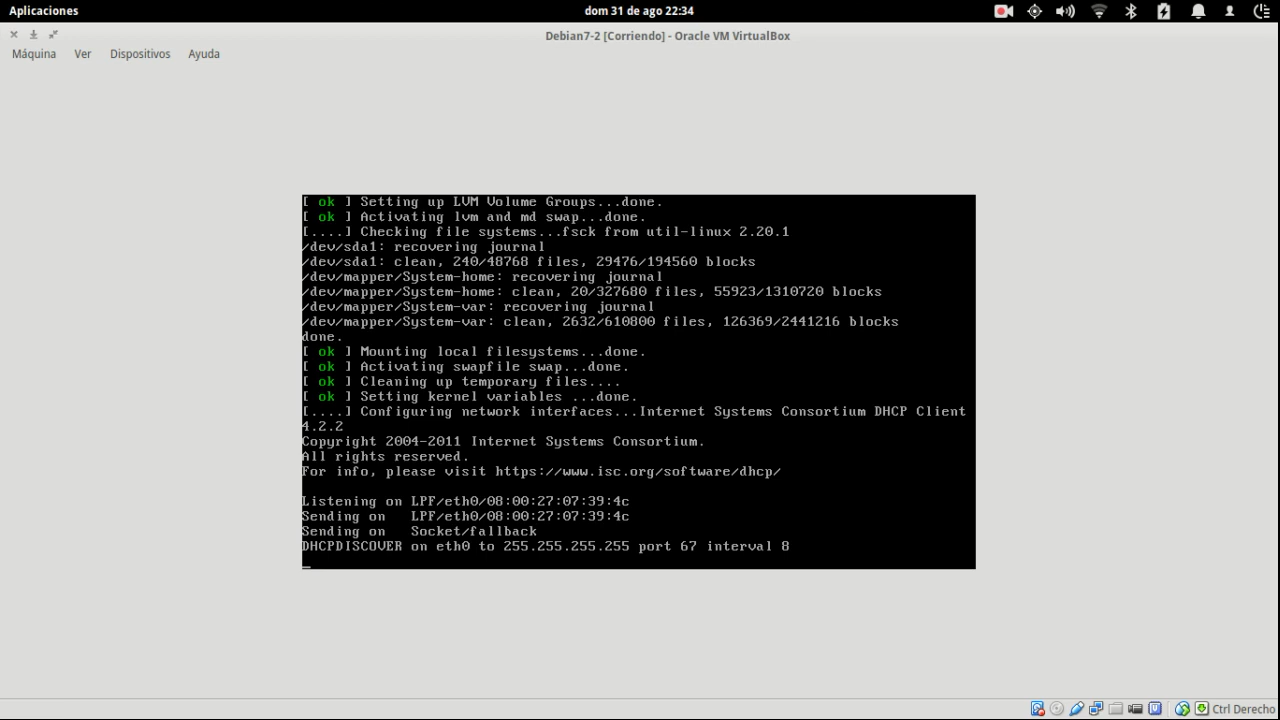 Aplicaciones
dom 31 de ago 22:34
Debian7-2 [Corriendo] - Oracle VM VirtualBox
Máquina Ver Dispositivos Ayuda
[ ok ] Setting up LVM Volume Groups...done.
[ ok ] Activating lvm and md swap...done.
[....] Checking file systems...fsck from util-linux 2.20.1
/dev/sda1: recovering journal
/dev/sda1: clean, 240/48768 files, 29476/194560 blocks
/dev/mapper/System-home: recovering journal
/dev/mapper/System-home: clean, 20/327680 files, 55923/1310720 blocks
/dev/mapper/System-var: recovering journal
/dev/mapper/System-var: clean, 2632/610800 files, 126369/2441216 blocks
done.
[ ok ] Mounting local filesystems...done.
[ ok ] Activating swapfile swap...done.
[ ok ] Cleaning up temporary files....
[ ok ] Setting kernel variables ...done.
[....] Configuring network interfaces...Internet Systems Consortium DHCP Client
4.2.2
Copyright 2004-2011 Internet Systems Consortium.
All rights reserved.
For info, please visit https://www.isc.org/software/dhcp/
Listening on LPF/eth0/08:00:27:07:39:4c
Sending on   LPF/eth0/08:00:27:07:39:4c
Sending on   Socket/fallback
DHCPDISCOVER on eth0 to 255.255.255.255 port 67 interval 8
Ctrl Derecho